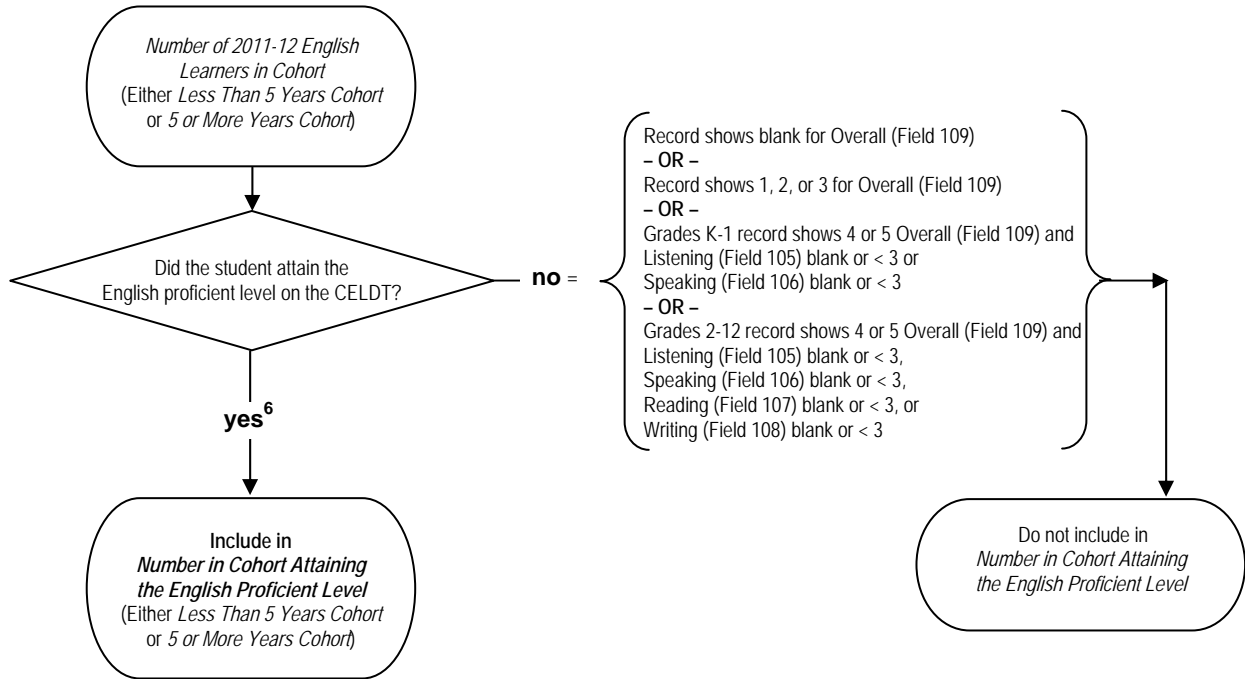 Number of 2011-12 English
Learners in Cohort
(Either Less Than 5 Years Cohort
or 5 or More Years Cohort)
Did the student attain the
English proficient level on the CELDT?
no =
Record shows blank for Overall (Field 109)
– OR –
Record shows 1, 2, or 3 for Overall (Field 109)
– OR –
Grades K-1 record shows 4 or 5 Overall (Field 109) and
Listening (Field 105) blank or < 3 or
Speaking (Field 106) blank or < 3
– OR –
Grades 2-12 record shows 4 or 5 Overall (Field 109) and
Listening (Field 105) blank or < 3,
Speaking (Field 106) blank or < 3,
Reading (Field 107) blank or < 3, or
Writing (Field 108) blank or < 3
yes6
Include in
Number in Cohort Attaining
the English Proficient Level
(Either Less Than 5 Years Cohort
or 5 or More Years Cohort)
Do not include in
Number in Cohort Attaining
the English Proficient Level